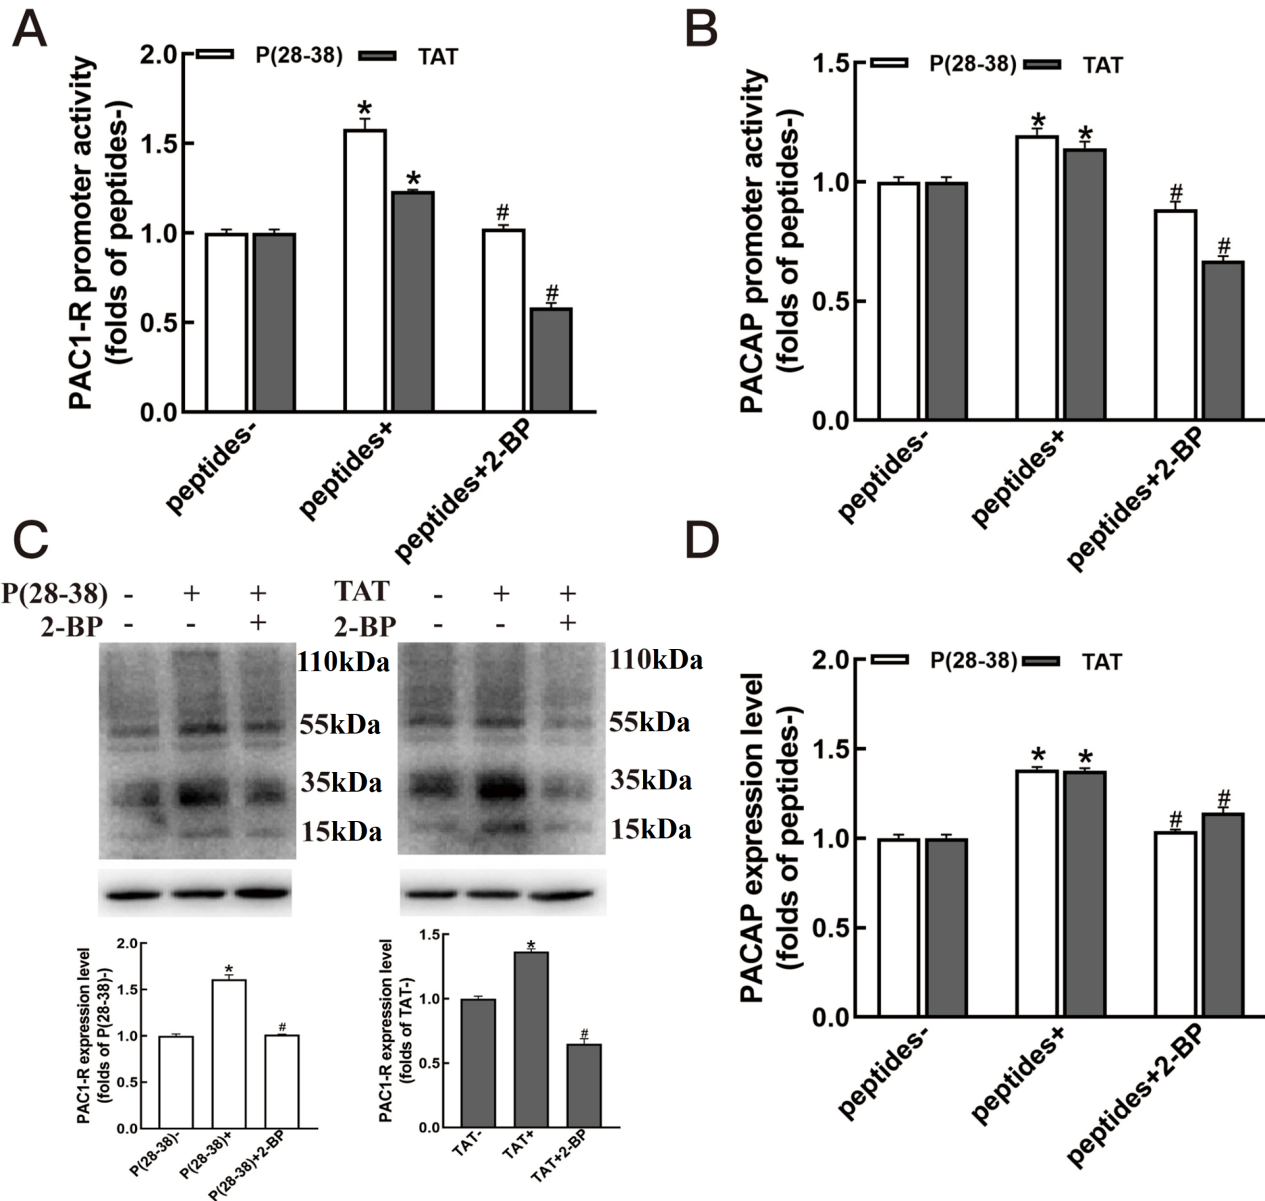 A
PAC1-R promoter activity
(folds of peptides-)
2.0
1.5
1.0
0.5
0.0
P(28-38) TAT
*
*
#
#
peptides-
peptides+
peptides+2-BP
B
PACAP promoter activity
(folds of peptides-)
1.5
1.0
0.5
0.0
P(28-38) TAT
*
*
#
#
peptides-
peptides+
peptides+2-BP
C
P(28-38) - + +
2-BP - - +
110kDa
55kDa
35kDa
15kDa
TAT - + +
2-BP - - +
110kDa
55kDa
35kDa
15kDa
PAC1-R expression level
(folds of P(28-38)-)
2.0
1.5
1.0
0.5
0.0
*
#
P(28-38)-
P(28-38)+
P(28-38)+2-BP
PAC1-R expression level
(folds of TAT-)
1.5
1.0
0.5
0.0
*
#
TAT-
TAT+
TAT+2-BP
D
PACAP expression level
(folds of peptides-)
2.0
1.5
1.0
0.5
0.0
P(28-38) TAT
*
*
#
#
peptides-
peptides+
peptides+2-BP